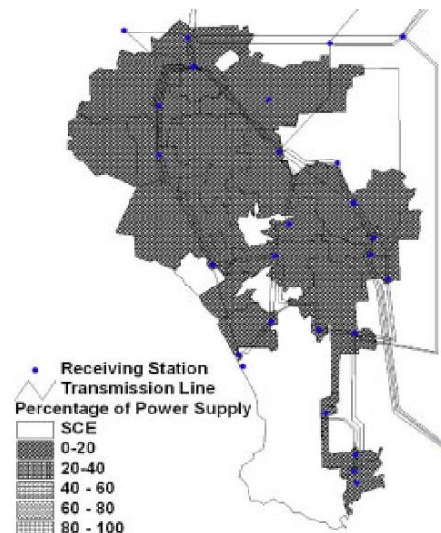 Receiving Station
Transmission Line
Percentage of Power Supply
SCE
0-20
20-40
40 - 60
60 - 80
80 - 100